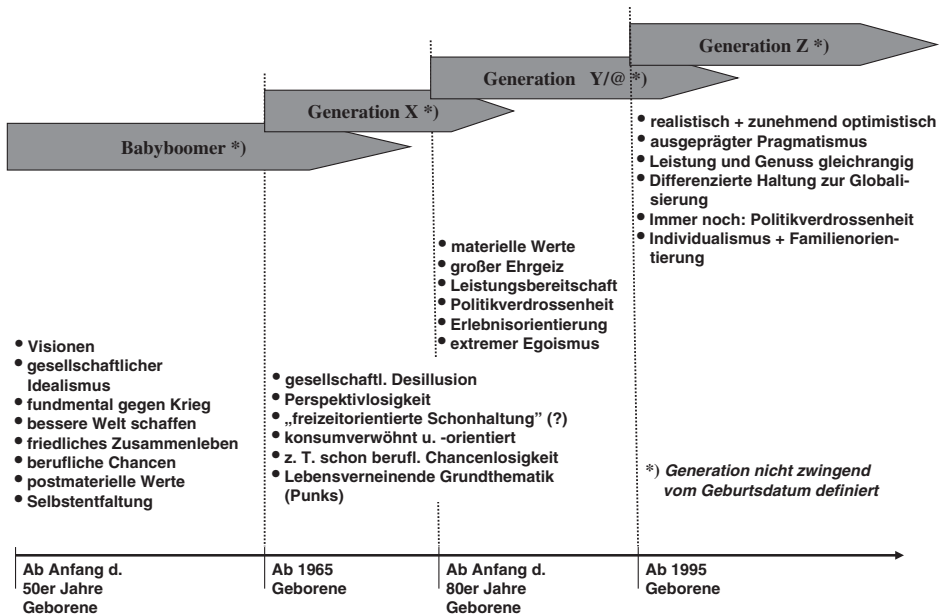 Generation Z *)
Generation Y/@ *)
Generation X *)
Babyboomer *)
• realistisch + zunehmend optimistisch
• ausgeprägter Pragmatismus
• Leistung und Genuss gleichrangig
• Differenzierte Haltung zur Globali-
sierung
• Immer noch: Politikverdrossenheit
• Individualismus + Familienorien-
tierung
• materielle Werte
• großer Ehrgeiz
• Leistungsbereitschaft
• Politikverdrossenheit
• Erlebnisorientierung
• extremer Egoismus
• Visionen
• gesellschaftlicher
Idealismus
• fundmental gegen Krieg
• bessere Welt schaffen
• friedliches Zusammenleben
• berufliche Chancen
• postmaterielle Werte
• Selbstentfaltung
• gesellschaftl. Desillusion
• Perspektivlosigkeit
• „freizeitorientierte Schonhaltung” (?)
• konsumverwöhnt u. -orientiert
• z. T. schon berufl. Chancenlosigkeit
• Lebensverneinende Grundthematik
(Punks)
*) Generation nicht zwingend
vom Geburtsdatum definiert
Ab Anfang d.
50er Jahre
Geborene
Ab 1965
Geborene
Ab Anfang d.
80er Jahre
Geborene
Ab 1995
Geborene